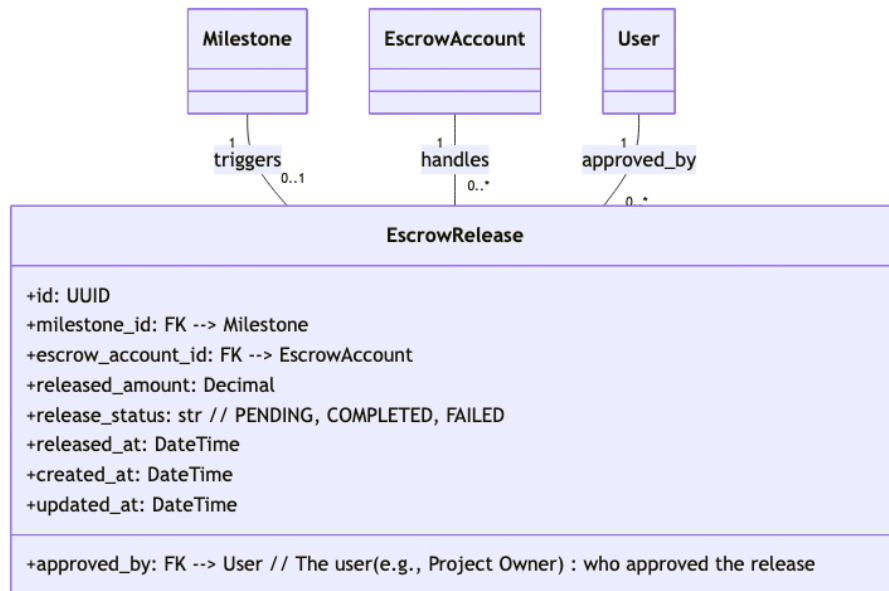 Milestone
EscrowAccount
User
1
triggers
0..1
1
handles
0..*
1
approved_by
0..*
EscrowRelease
+id: UUID
+milestone_id: FK --> Milestone
+escrow_account_id: FK --> EscrowAccount
+released_amount: Decimal
+release_status: str // PENDING, COMPLETED, FAILED
+released_at: DateTime
+created_at: DateTime
+updated_at: DateTime
+approved_by: FK --> User // The user(e.g., Project Owner) : who approved the release